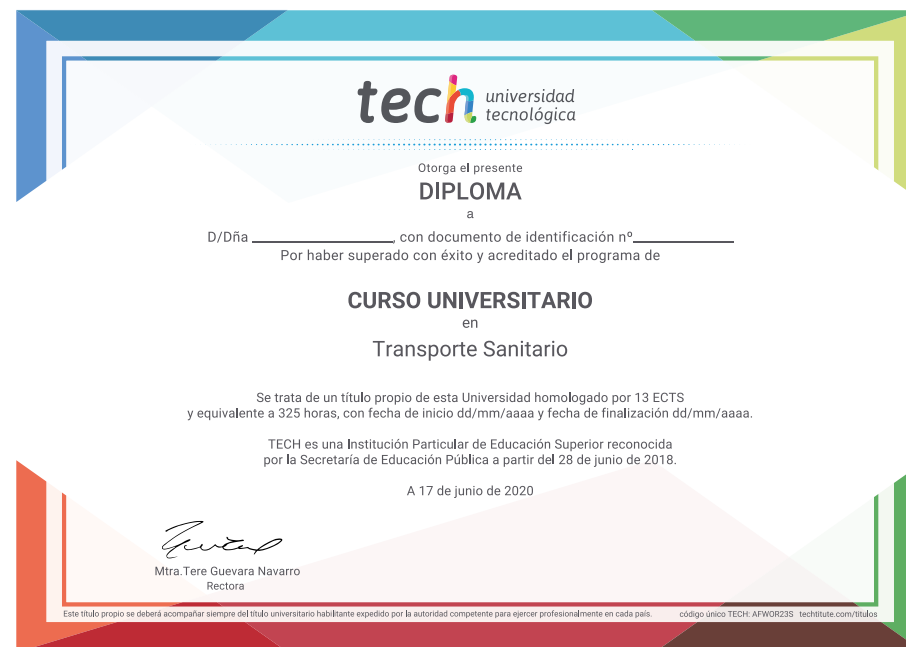 tech universidad
tecnológica
Otorga el presente
DIPLOMA
a
D/Dña ____________________, con documento de identificación nº______________
Por haber superado con éxito y acreditado el programa de
CURSO UNIVERSITARIO
en
Transporte Sanitario
Se trata de un título propio de esta Universidad homologado por 13 ECTS
y equivalente a 325 horas, con fecha de inicio dd/mm/aaaa y fecha de finalización dd/mm/aaaa.
TECH es una Institución Particular de Educación Superior reconocida
por la Secretaría de Educación Pública a partir del 28 de junio de 2018.
A 17 de junio de 2020
Mtra.Tere Guevara Navarro
Rectora
Este título propio se deberá acompañar siempre del título universitario habilitante expedido por la autoridad competente para ejercer profesionalmente en cada país. código único TECH: AFWOR23S techtitute.com/titulos